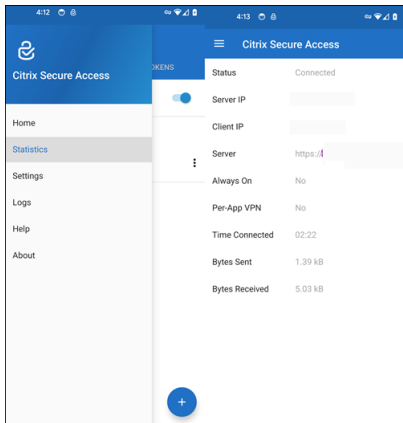 4:12
Citrix Secure Access
OKENS
Home
Statistics
Settings
Logs
Help
About
+
4:13
Citrix Secure Access
Status Connected
Server IP
Client IP
Server https://
Always On No
Per-App VPN No
Time Connected 02:22
Bytes Sent 1.39 kB
Bytes Received 5.03 kB